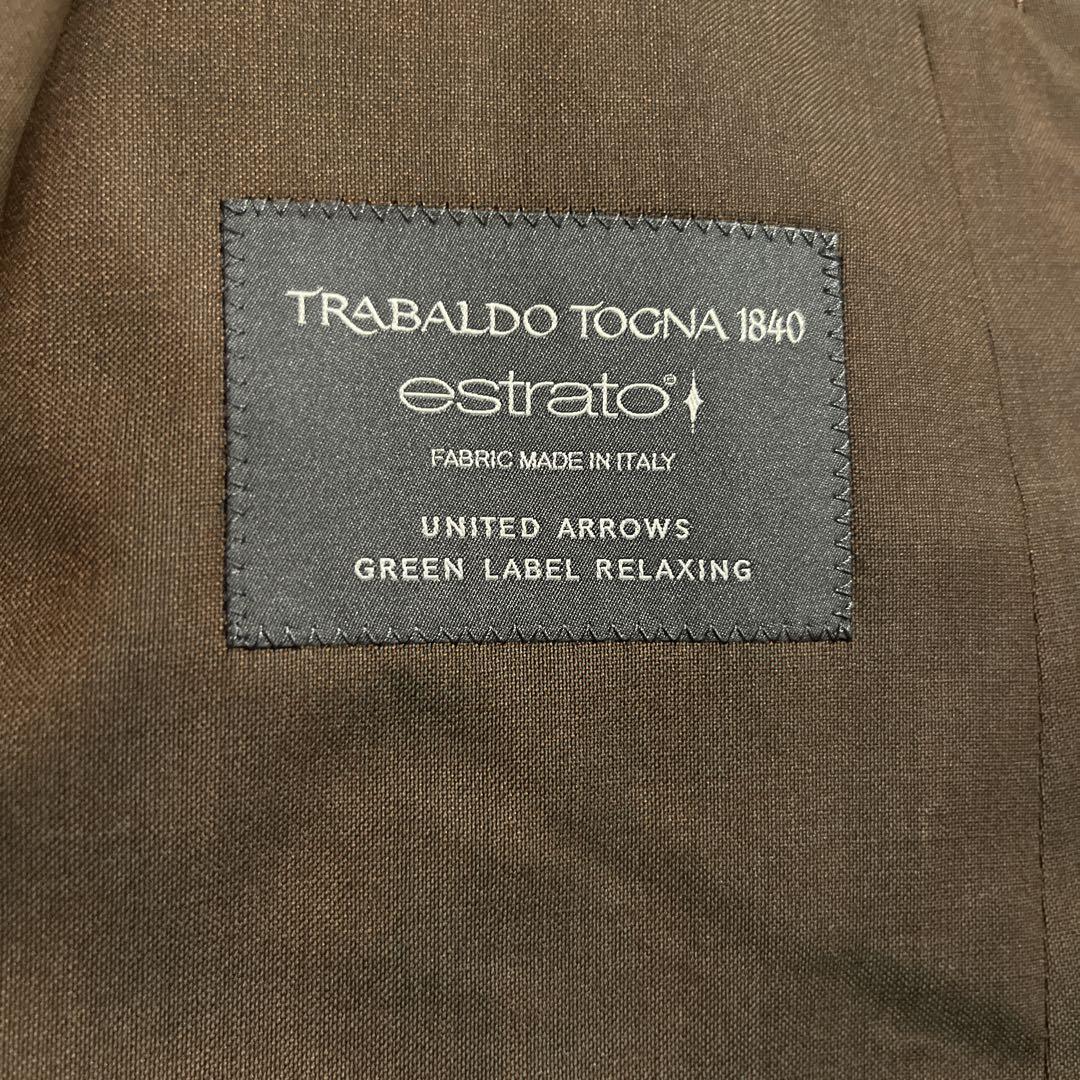 TRABALDO TOGNA 1840
estrato®
FABRIC MADE IN ITALY
UNITED ARROWS
GREEN LABEL RELAXING